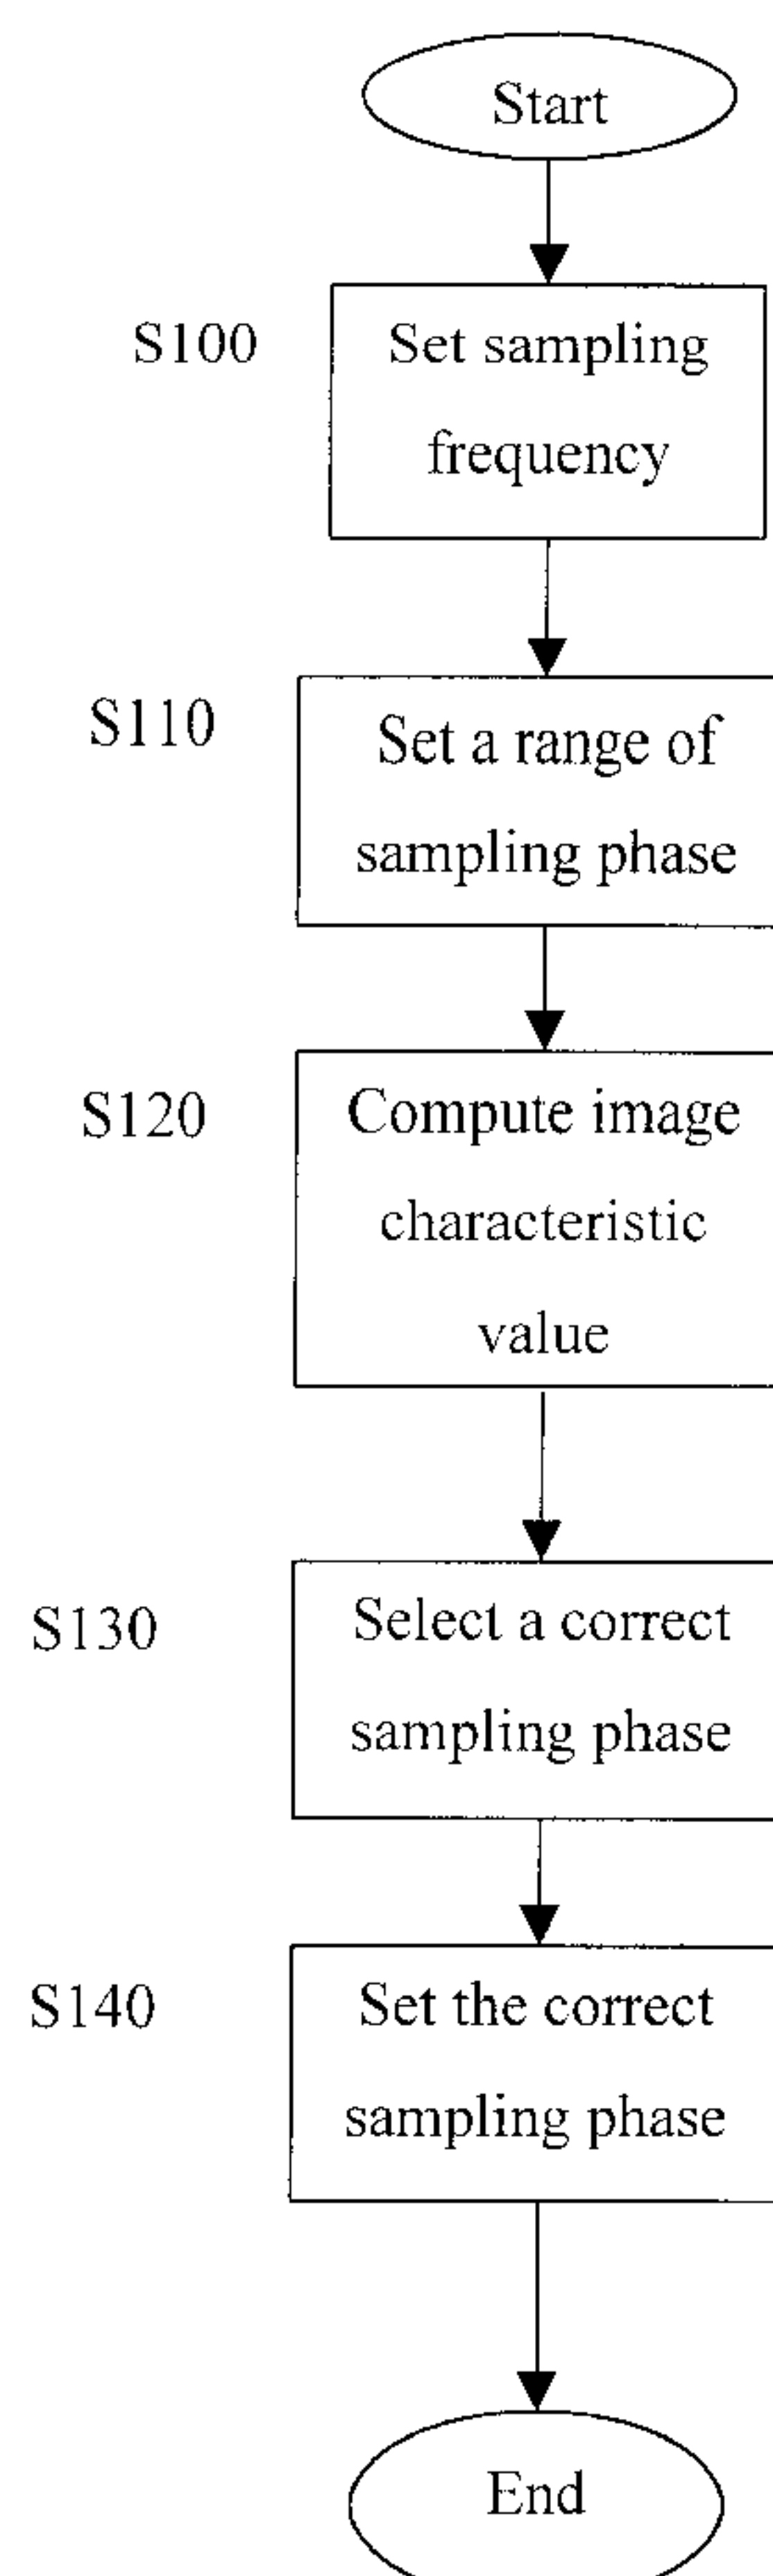 Start
S100
Set sampling
frequency
S110
Set a range of
sampling phase
S120
Compute image
characteristic
value
S130
Select a correct
sampling phase
S140
Set the correct
sampling phase
End